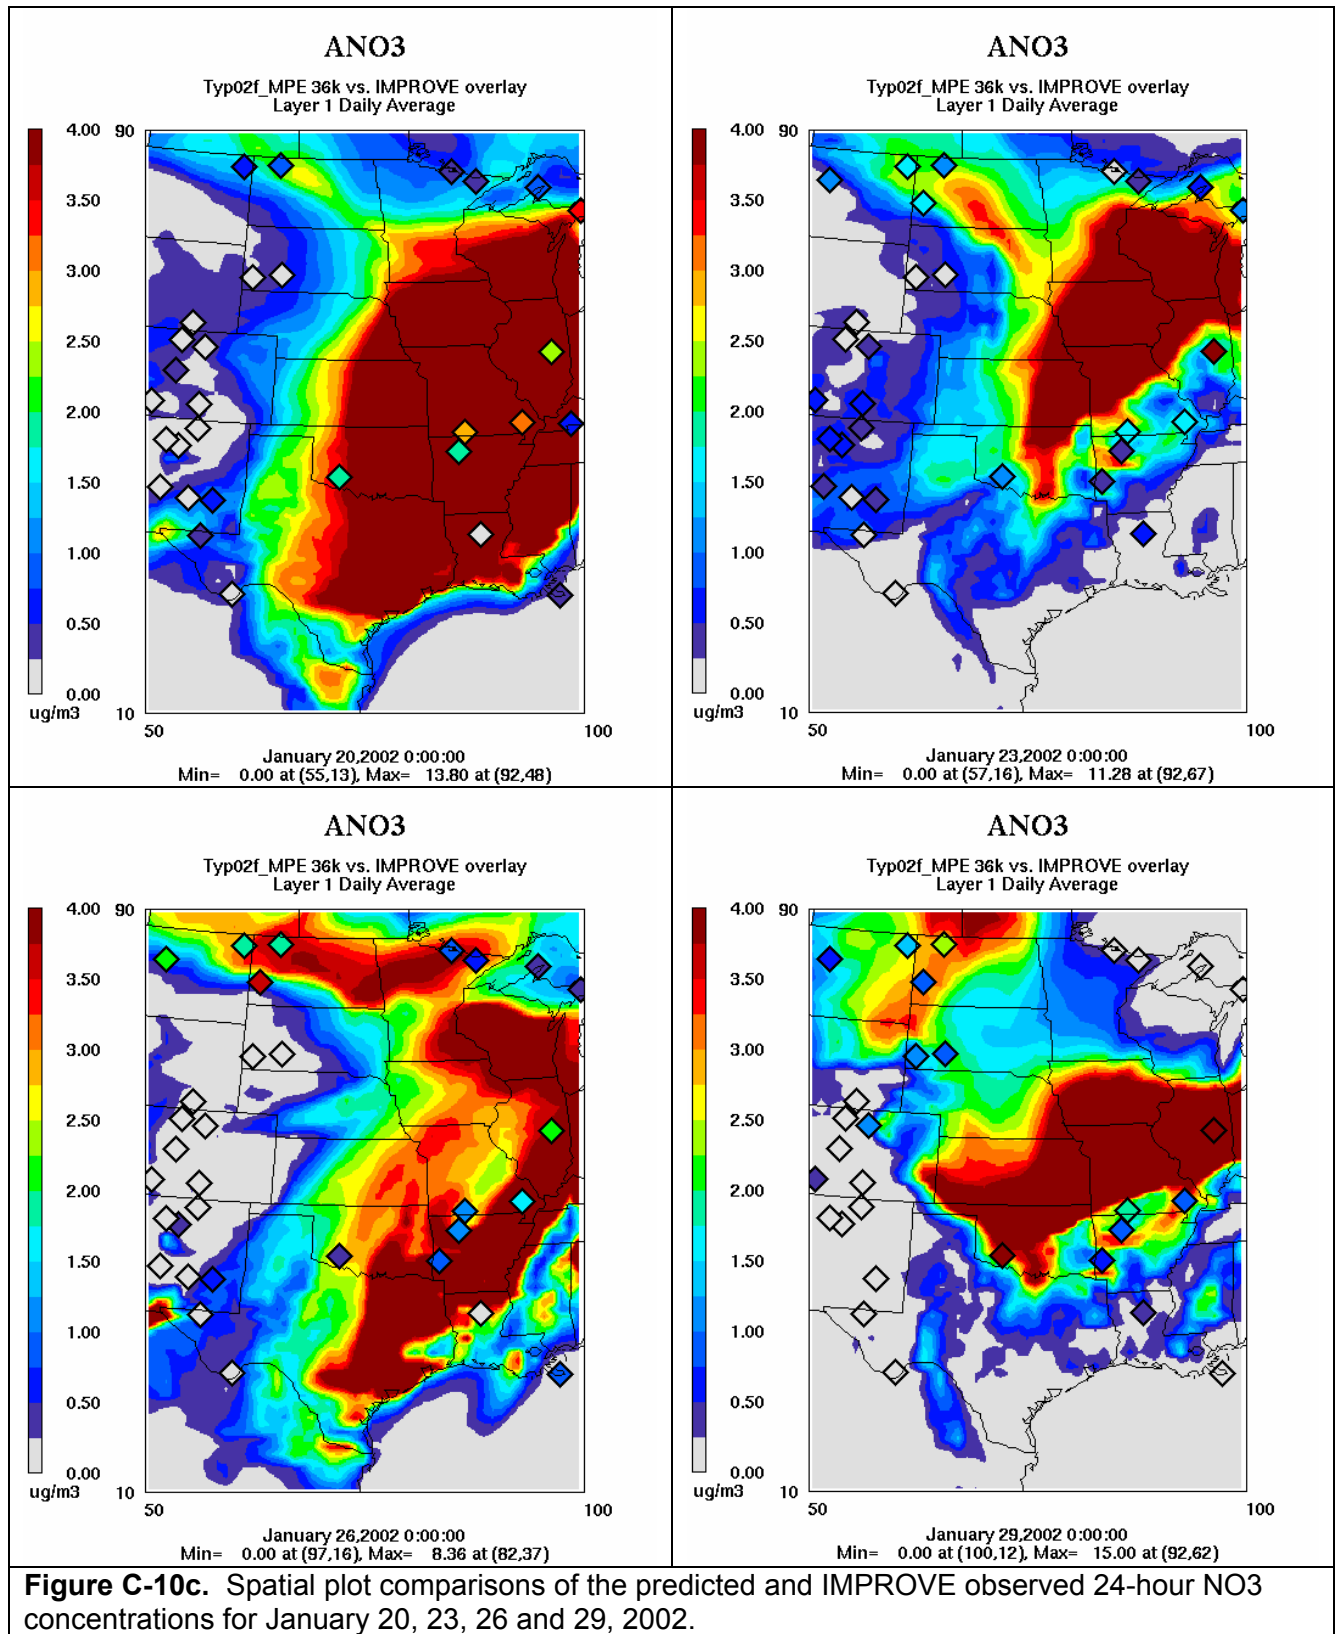 ANO3
Typ02f_MPE 36k vs. IMPROVE overlay
Layer 1 Daily Average
4.00
3.50
3.00
2.50
2.00
1.50
1.00
0.50
0.00
ug/m3
90
10
50
100
January 20,2002 0:00:00
Min= 0.00 at (55,13), Max= 13.80 at (92,48)
ANO3
Typ02f_MPE 36k vs. IMPROVE overlay
Layer 1 Daily Average
4.00
3.50
3.00
2.50
2.00
1.50
1.00
0.50
0.00
ug/m3
90
10
50
100
January 23,2002 0:00:00
Min= 0.00 at (57,16), Max= 11.28 at (92,67)
ANO3
Typ02f_MPE 36k vs. IMPROVE overlay
Layer 1 Daily Average
4.00
3.50
3.00
2.50
2.00
1.50
1.00
0.50
0.00
ug/m3
90
10
50
100
January 26,2002 0:00:00
Min= 0.00 at (97,16), Max= 8.36 at (82,37)
ANO3
Typ02f_MPE 36k vs. IMPROVE overlay
Layer 1 Daily Average
4.00
3.50
3.00
2.50
2.00
1.50
1.00
0.50
0.00
ug/m3
90
10
50
100
January 29,2002 0:00:00
Min= 0.00 at (100,12), Max= 15.00 at (92,62)
Figure C-10c. Spatial plot comparisons of the predicted and IMPROVE observed 24-hour NO3
concentrations for January 20, 23, 26 and 29, 2002.